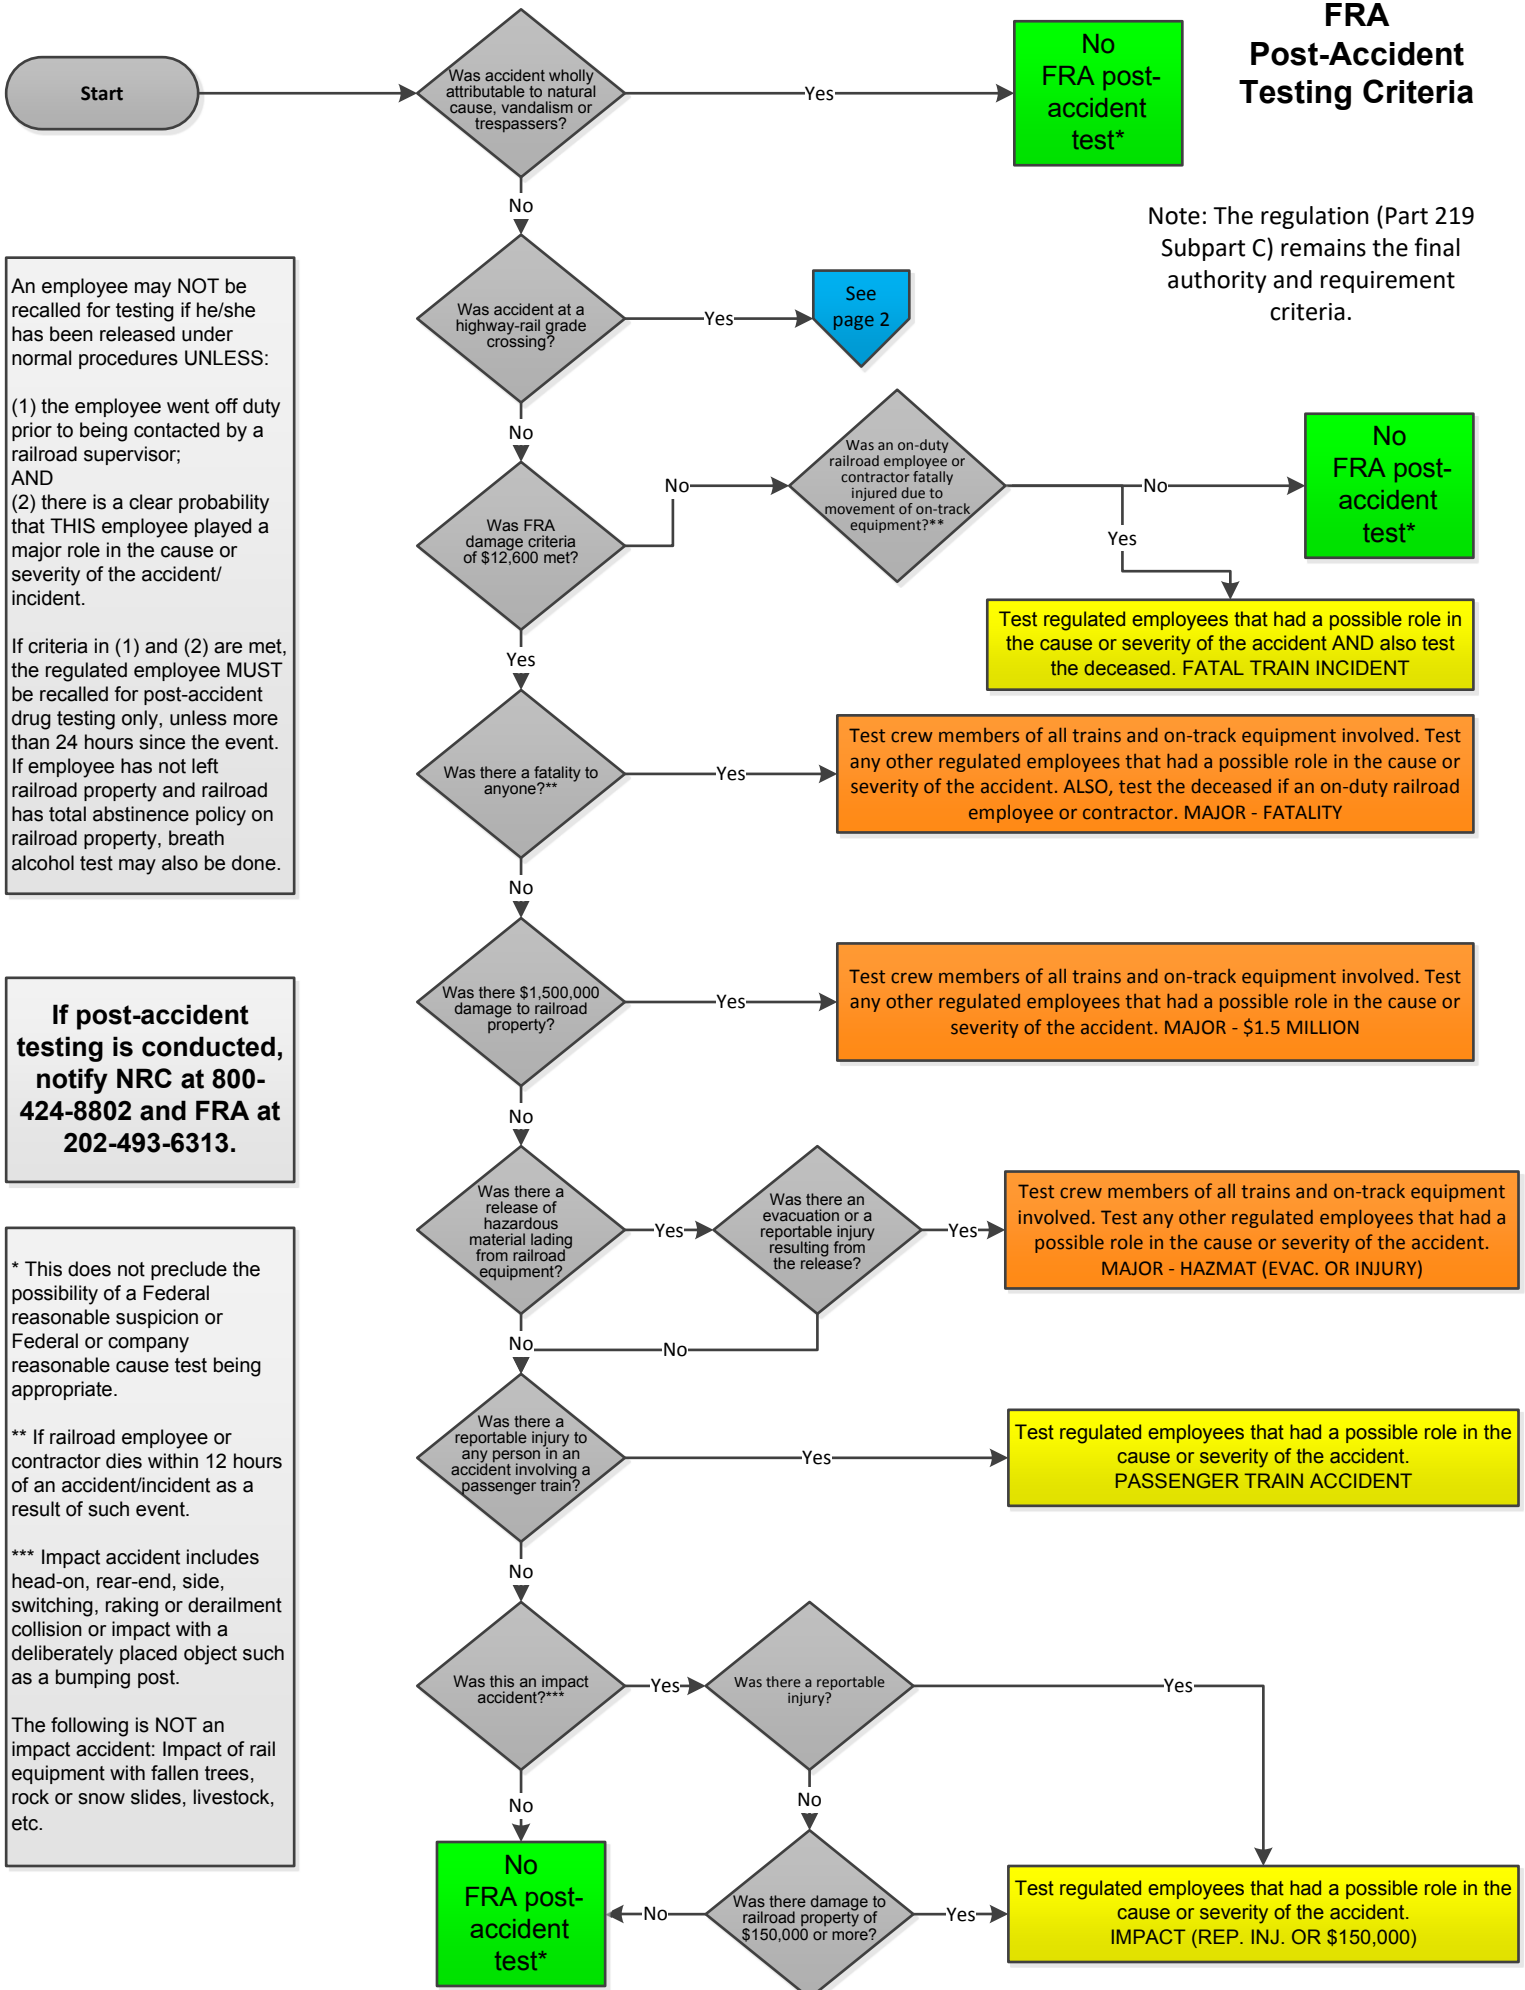 FRA
Post-Accident
Testing Criteria
Start
Was accident wholly
attributable to natural
cause, vandalism or
trespassers?
Yes
No
FRA post-
accident
test*
No
Note: The regulation (Part 219
Subpart C) remains the final
authority and requirement
criteria.
An employee may NOT be
recalled for testing if he/she
has been released under
normal procedures UNLESS:
(1) the employee went off duty
prior to being contacted by a
railroad supervisor;
AND
(2) there is a clear probability
that THIS employee played a
major role in the cause or
severity of the accident/
incident.
If criteria in (1) and (2) are met,
the regulated employee MUST
be recalled for post-accident
drug testing only, unless more
than 24 hours since the event.
If employee has not left
railroad property and railroad
has total abstinence policy on
railroad property, breath
alcohol test may also be done.
Was accident at a
highway-rail grade
crossing?
Yes
See
page 2
No
Was FRA
damage criteria
of $12,600 met?
No
Was an on-duty
railroad employee or
contractor fatally
injured due to
movement of on-track
equipment?**
No
No
FRA post-
accident
test*
Yes
Test regulated employees that had a possible role in
the cause or severity of the accident AND also test
the deceased. FATAL TRAIN INCIDENT
Yes
Was there a fatality to
anyone?**
Yes
Test crew members of all trains and on-track equipment involved. Test
any other regulated employees that had a possible role in the cause or
severity of the accident. ALSO, test the deceased if an on-duty railroad
employee or contractor. MAJOR - FATALITY
No
Was there $1,500,000
damage to railroad
property?
Yes
Test crew members of all trains and on-track equipment involved. Test
any other regulated employees that had a possible role in the cause or
severity of the accident. MAJOR - $1.5 MILLION
If post-accident
testing is conducted,
notify NRC at 800-
424-8802 and FRA at
202-493-6313.
No
Was there a
release of
hazardous
material lading
from railroad
equipment?
Yes
Was there an
evacuation or a
reportable injury
resulting from
the release?
Yes
Test crew members of all trains and on-track equipment
involved. Test any other regulated employees that had a
possible role in the cause or severity of the accident.
MAJOR - HAZMAT (EVAC. OR INJURY)
No
No
* This does not preclude the
possibility of a Federal
reasonable suspicion or
Federal or company
reasonable cause test being
appropriate.
** If railroad employee or
contractor dies within 12 hours
of an accident/incident as a
result of such event.
*** Impact accident includes
head-on, rear-end, side,
switching, raking or derailment
collision or impact with a
deliberately placed object such
as a bumping post.
The following is NOT an
impact accident: Impact of rail
equipment with fallen trees,
rock or snow slides, livestock,
etc.
Was there a
reportable injury to
any person in an
accident involving a
passenger train?
Yes
Test regulated employees that had a possible role in the
cause or severity of the accident.
PASSENGER TRAIN ACCIDENT
No
Was this an impact
accident?***
Yes
Was there a reportable
injury?
Yes
No
No
No
FRA post-
accident
test*
No
Was there damage to
railroad property of
$150,000 or more?
Yes
Test regulated employees that had a possible role in the
cause or severity of the accident.
IMPACT (REP. INJ. OR $150,000)